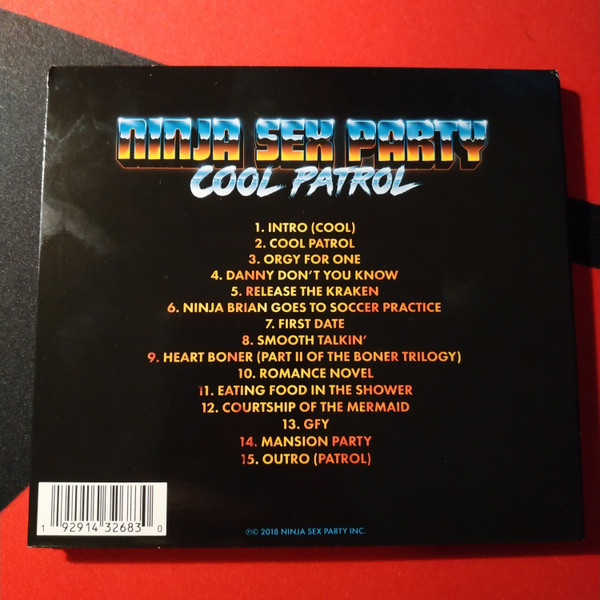 NINJA SEX PARTY
COOL PATROL
1. INTRO (COOL)
2. COOL PATROL
3. ORGY FOR ONE
4. DANNY DON'T YOU KNOW
5. RELEASE THE KRAKEN
6. NINJA BRIAN GOES TO SOCCER PRACTICE
7. FIRST DATE
8. SMOOTH TALKIN'
9. HEART BONER (PART II OF THE BONER TRILOGY)
10. ROMANCE NOVEL
11. EATING FOOD IN THE SHOWER
12. COURTSHIP OF THE MERMAID
13. GFY
14. MANSION PARTY
15. OUTRO (PATROL)
1 92914 32683 0
℗© 2018 NINJA SEX PARTY INC.